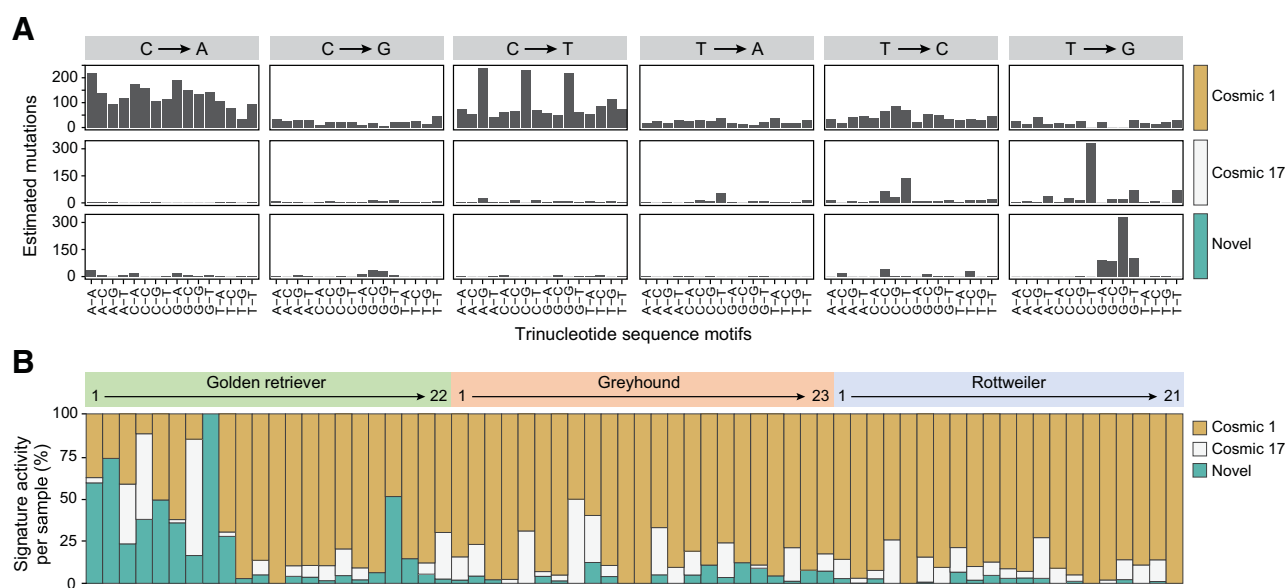 A
C → A
C → G
C → T
T → A
T → C
T → G
Estimated mutations
200
100
0
Cosmic 1
300
150
0
Cosmic 17
300
150
0
Novel
A–A A–C A–G A–T C–A C–C C–G C–T G–A G–C G–G G–T T–A T–C T–G T–T
A–A A–C A–G A–T C–A C–C C–G C–T G–A G–C G–G G–T T–A T–C T–G T–T
A–A A–C A–G A–T C–A C–C C–G C–T G–A G–C G–G G–T T–A T–C T–G T–T
A–A A–C A–G A–T C–A C–C C–G C–T G–A G–C G–G G–T T–A T–C T–G T–T
A–A A–C A–G A–T C–A C–C C–G C–T G–A G–C G–G G–T T–A T–C T–G T–T
A–A A–C A–G A–T C–A C–C C–G C–T G–A G–C G–G G–T T–A T–C T–G T–T
Trinucleotide sequence motifs
B
Golden retriever
1 → 22
Greyhound
1 → 23
Rottweiler
1 → 21
Signature activity
per sample (%)
100
75
50
25
0
Cosmic 1
Cosmic 17
Novel